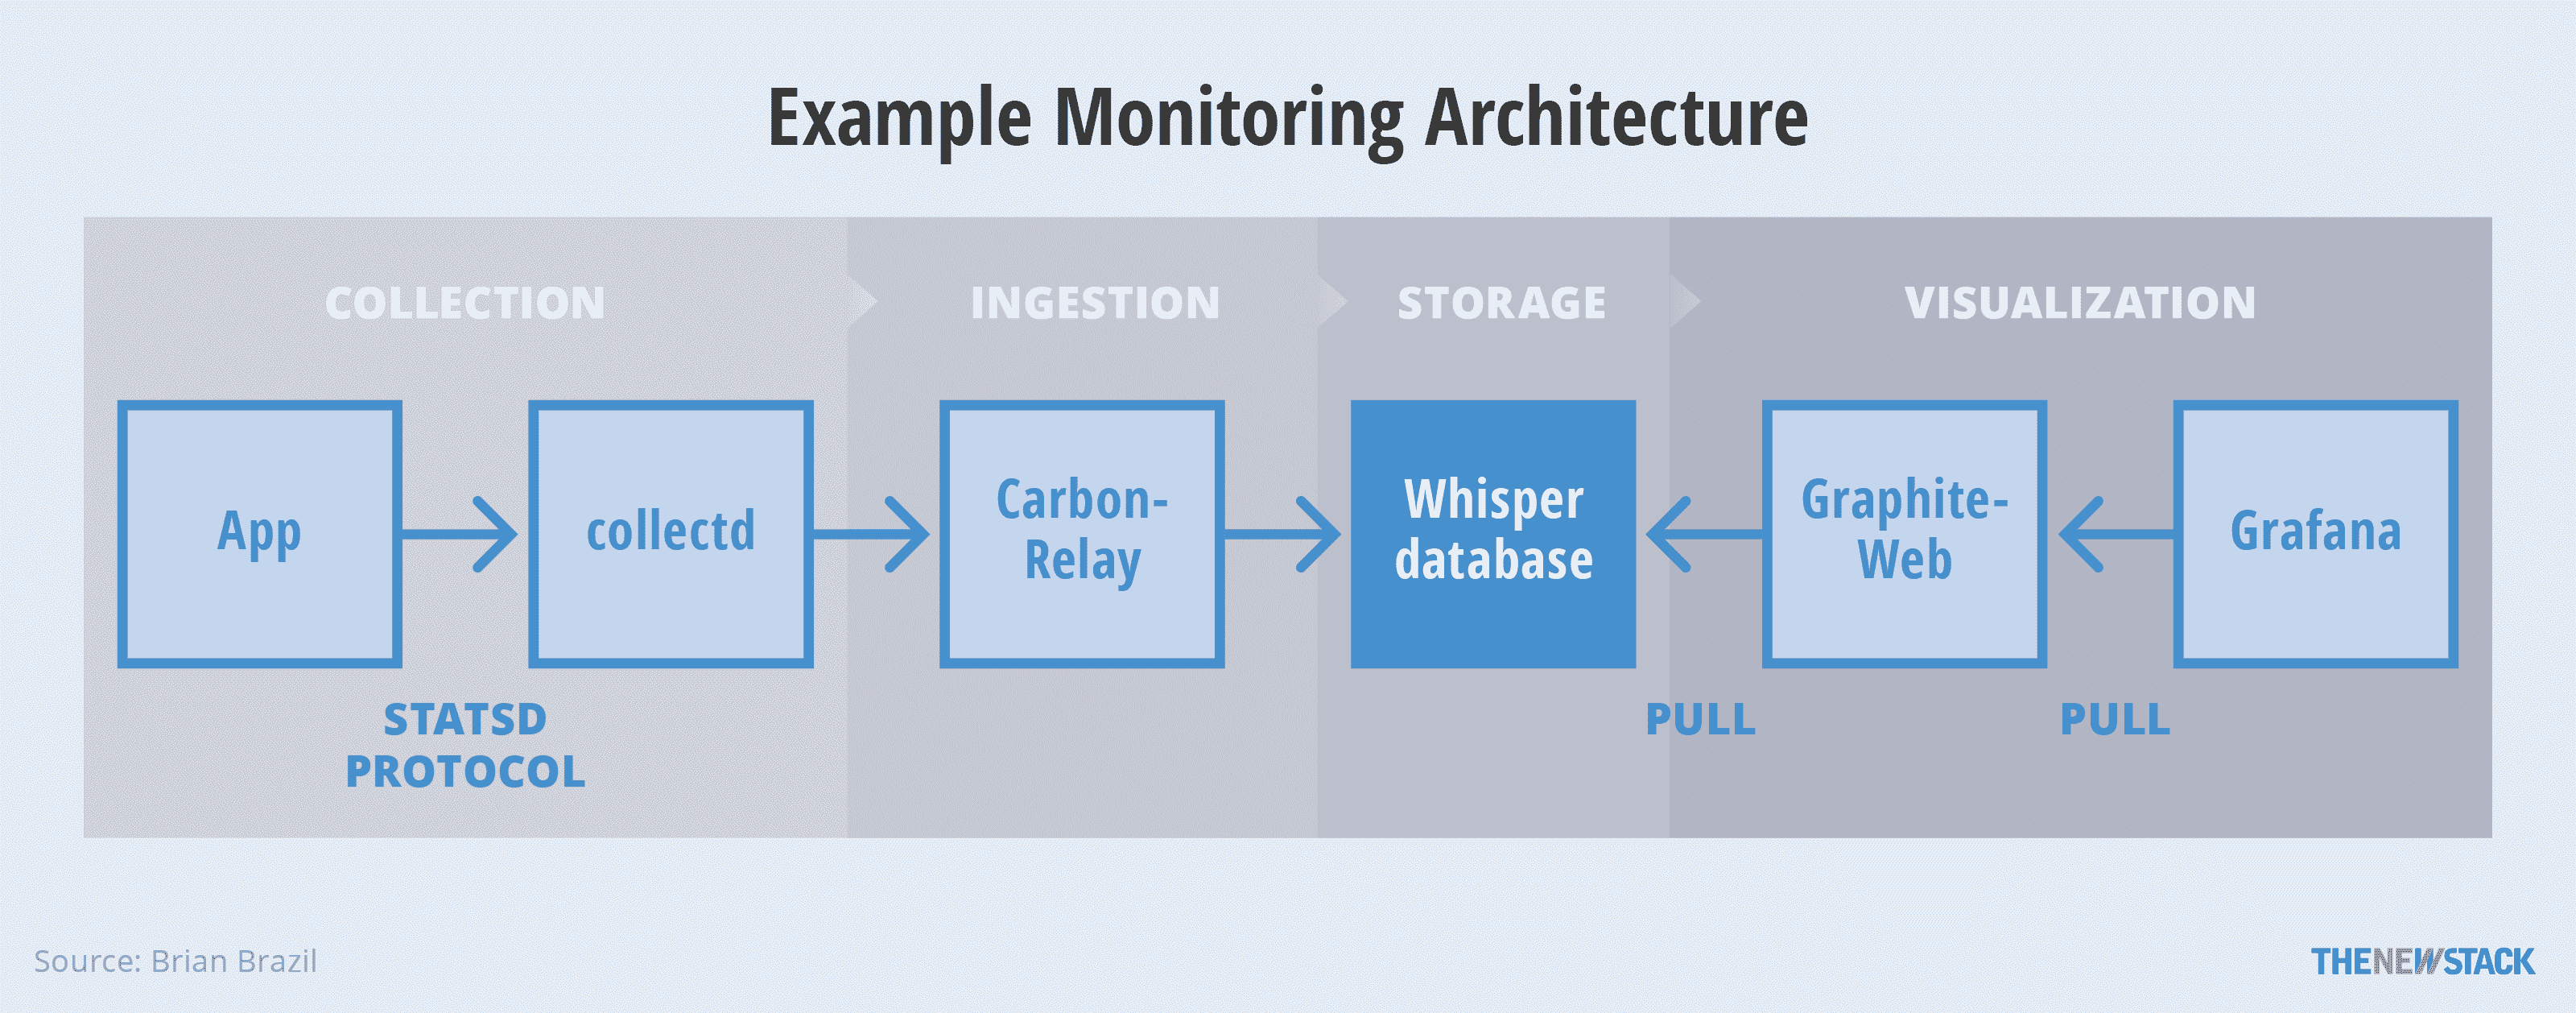 Example Monitoring Architecture
COLLECTION
INGESTION
STORAGE
VISUALIZATION
App
collectd
Carbon-
Relay
Whisper
database
Graphite-
Web
Grafana
STATSD
PROTOCOL
PULL
PULL
Source: Brian Brazil
THENEWSTACK